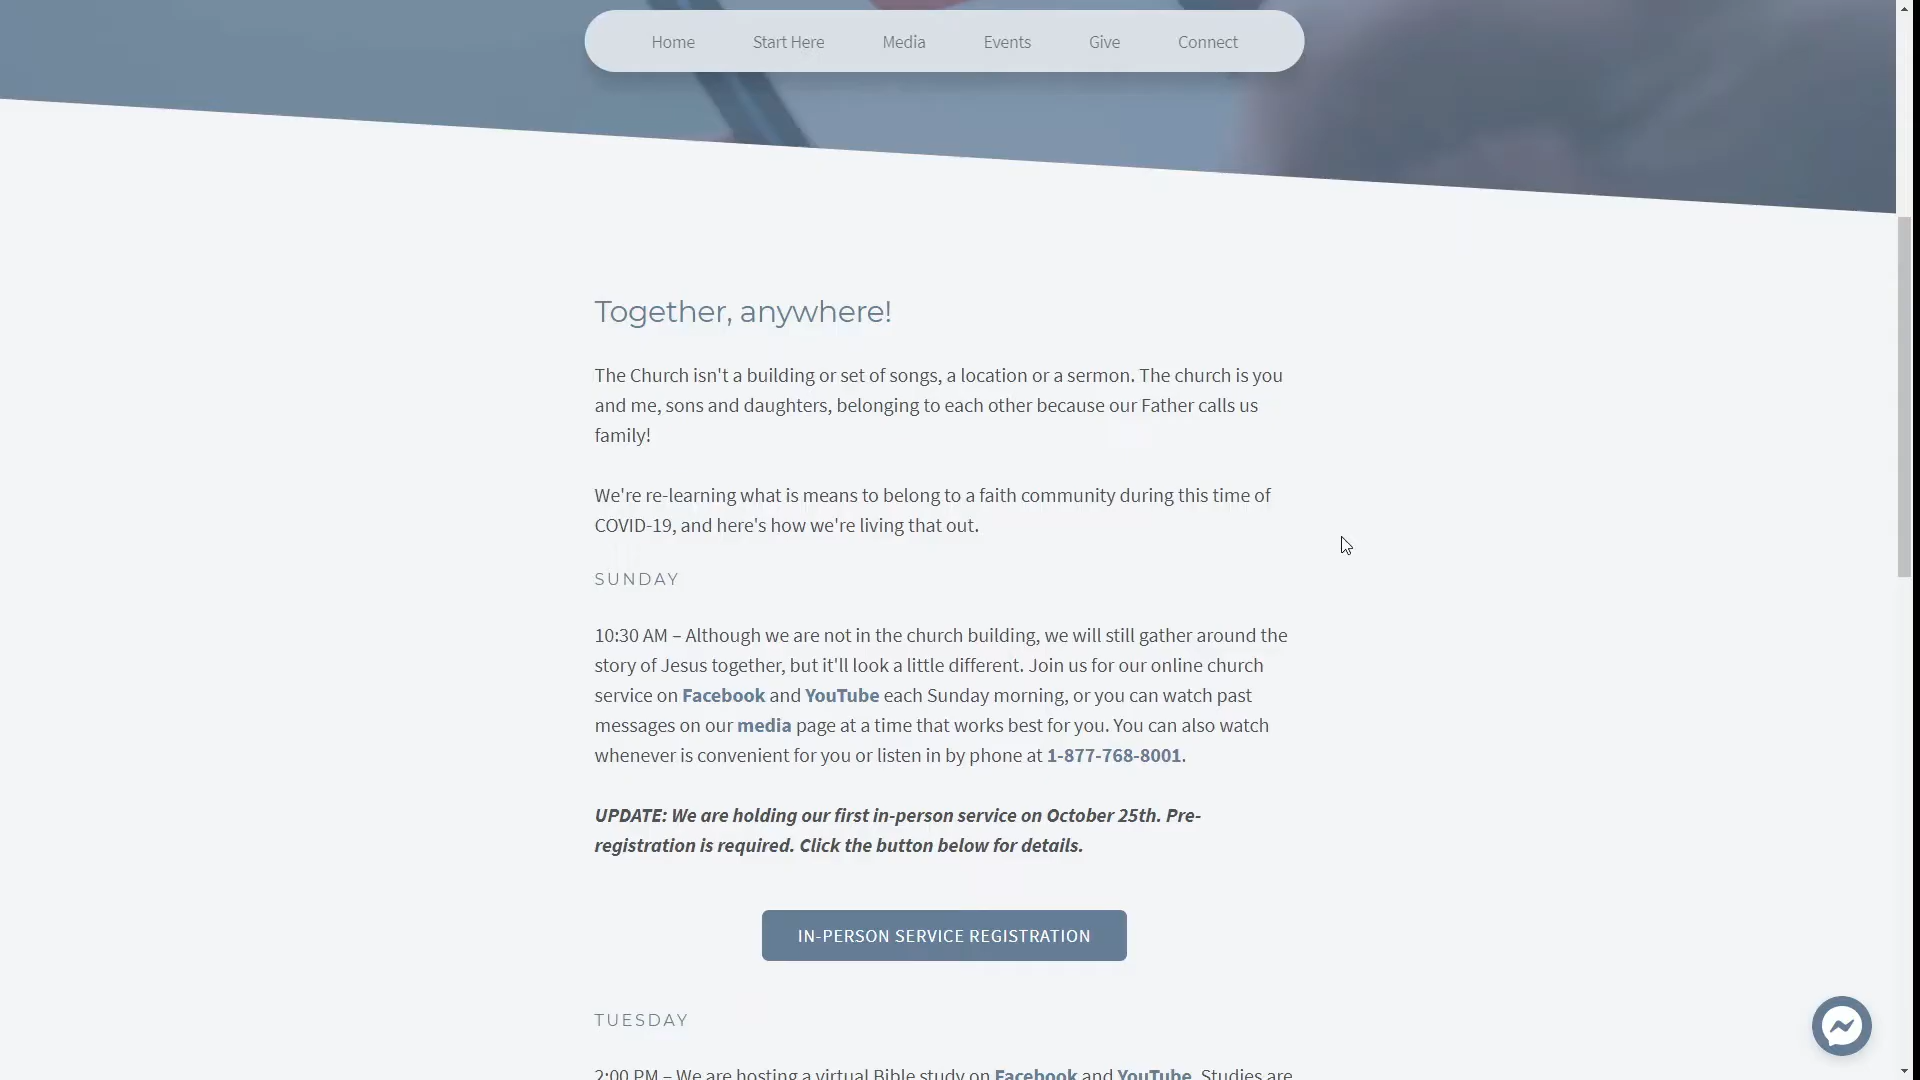 Home Start Here Media Events Give Connect
Together, anywhere!
The Church isn't a building or set of songs, a location or a sermon. The church is you
and me, sons and daughters, belonging to each other because our Father calls us
family!
We're re-learning what is means to belong to a faith community during this time of
COVID-19, and here's how we're living that out.
SUNDAY
10:30 AM – Although we are not in the church building, we will still gather around the
story of Jesus together, but it'll look a little different. Join us for our online church
service on Facebook and YouTube each Sunday morning, or you can watch past
messages on our media page at a time that works best for you. You can also watch
whenever is convenient for you or listen in by phone at 1-877-768-8001.
UPDATE: We are holding our first in-person service on October 25th. Pre-
registration is required. Click the button below for details.
IN-PERSON SERVICE REGISTRATION
TUESDAY
2:00 PM – We are hosting a virtual Bible study on Facebook and YouTube. Studies are